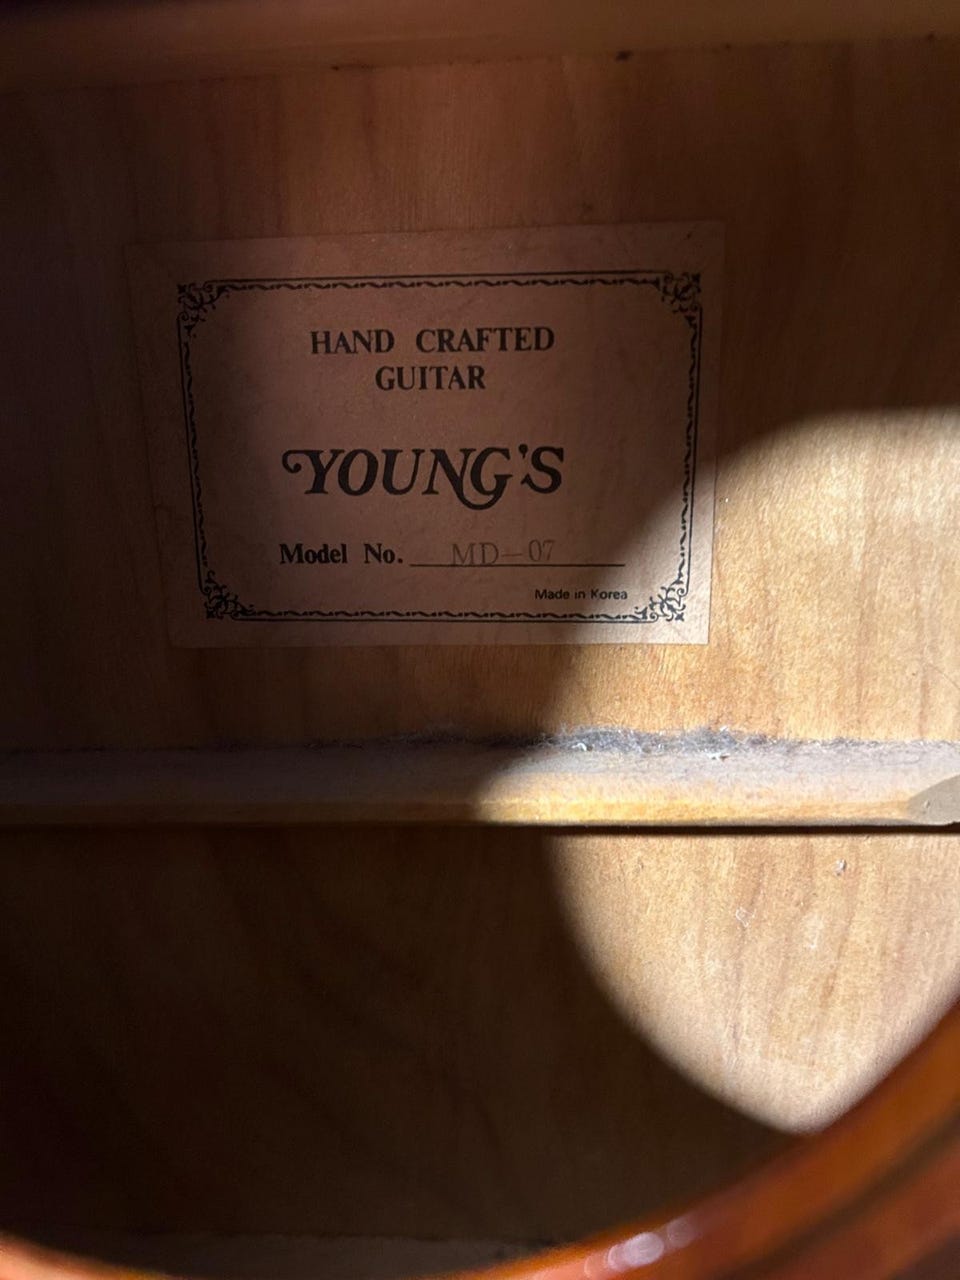 HAND CRAFTED
GUITAR
YOUNG'S
Model No. MD-07
Made in Korea